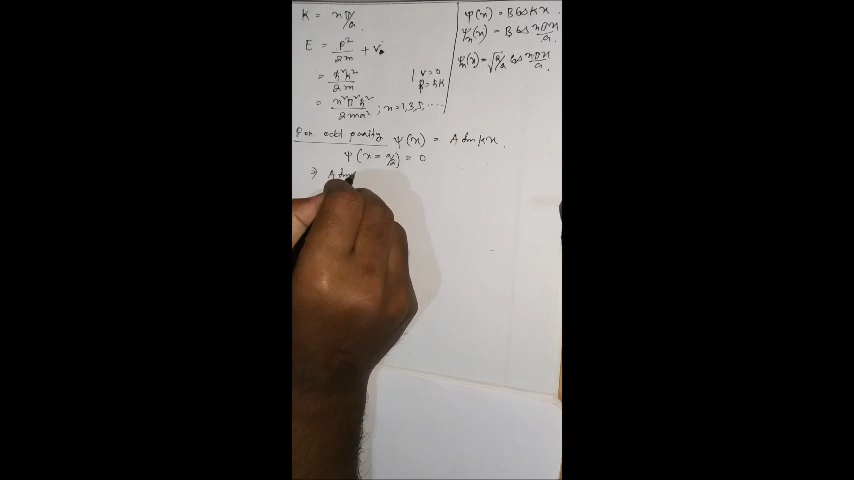 K = nπ/a.
E = p²/2m + V.
= ħ²k²/2m | V=0 p=ħK
= n²π²ħ²/2ma² ; n=1,3,5,.....
For odd parity ψ(x) = A Sin Kx.
ψ(x = a/2) = 0
⇒ A Sin
ψ(x) = B Cos Kx.
ψn(x) = B Cos nπx/a.
ψn(x) = √2/a Cos nπx/a.